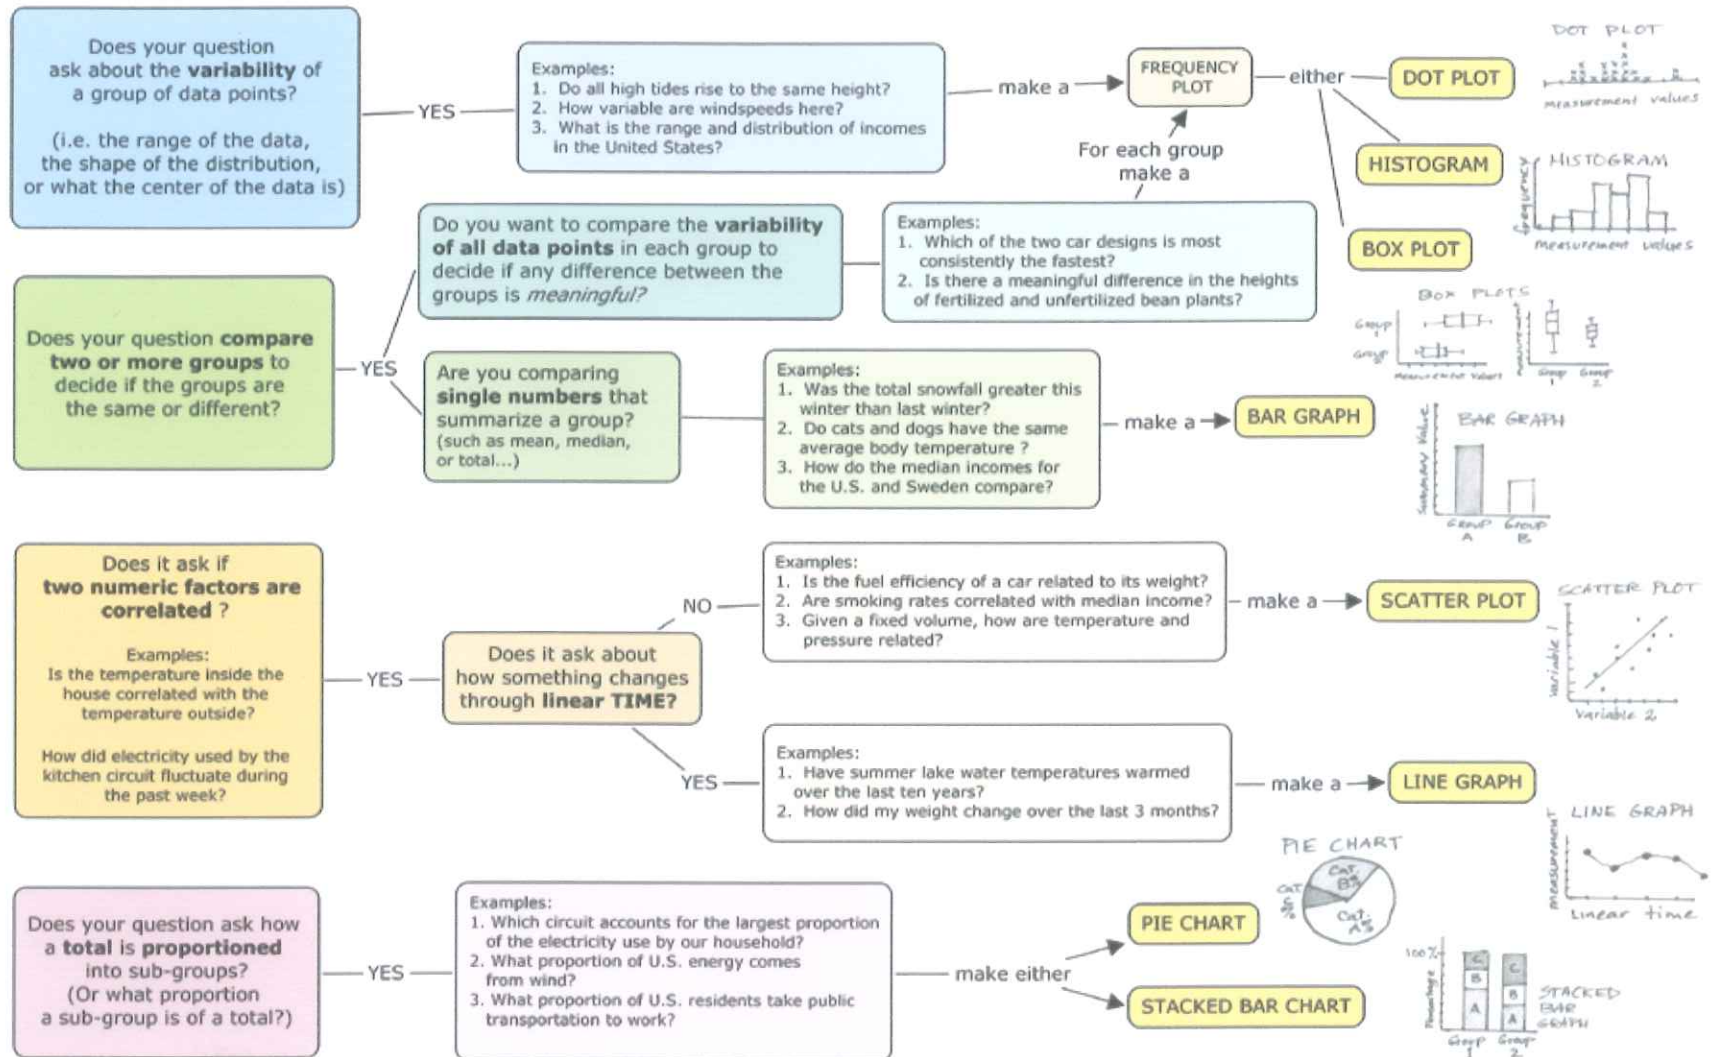 Does your question
ask about the variability of
a group of data points?
(i.e. the range of the data,
the shape of the distribution,
or what the center of the data is)
YES
Examples:
1. Do all high tides rise to the same height?
2. How variable are windspeeds here?
3. What is the range and distribution of incomes
in the United States?
make a
FREQUENCY
PLOT
either
DOT PLOT
HISTOGRAM
BOX PLOT
DOT PLOT
measurement values
HISTOGRAM
frequency
measurement values
Does your question compare
two or more groups to
decide if the groups are
the same or different?
YES
Do you want to compare the variability
of all data points in each group to
decide if any difference between the
groups is meaningful?
Examples:
1. Which of the two car designs is most
consistently the fastest?
2. Is there a meaningful difference in the heights
of fertilized and unfertilized bean plants?
For each group
make a
BOX PLOTS
Group
1
Group
measurement values
measurement
Group
1
Group
2
Are you comparing
single numbers that
summarize a group?
(such as mean, median,
or total...)
Examples:
1. Was the total snowfall greater this
winter than last winter?
2. Do cats and dogs have the same
average body temperature ?
3. How do the median incomes for
the U.S. and Sweden compare?
make a
BAR GRAPH
BAR GRAPH
Summary Value
GROUP
A
Group
B
Does it ask if
two numeric factors are
correlated ?
Examples:
Is the temperature inside the
house correlated with the
temperature outside?
How did electricity used by the
kitchen circuit fluctuate during
the past week?
YES
Does it ask about
how something changes
through linear TIME?
NO
Examples:
1. Is the fuel efficiency of a car related to its weight?
2. Are smoking rates correlated with median income?
3. Given a fixed volume, how are temperature and
pressure related?
make a
SCATTER PLOT
SCATTER PLOT
Variable 1
Variable 2
YES
Examples:
1. Have summer lake water temperatures warmed
over the last ten years?
2. How did my weight change over the last 3 months?
make a
LINE GRAPH
LINE GRAPH
measurement
Linear time
Does your question ask how
a total is proportioned
into sub-groups?
(Or what proportion
a sub-group is of a total?)
YES
Examples:
1. Which circuit accounts for the largest proportion
of the electricity use by our household?
2. What proportion of U.S. energy comes
from wind?
3. What proportion of U.S. residents take public
transportation to work?
make either
PIE CHART
STACKED BAR CHART
PIE CHART
Cat.
B%
Cat.
C%
Cat.
A%
100%
Percentage
C
B
A
C
B
A
Group
1
Group
2
STACKED
BAR
GRAPH